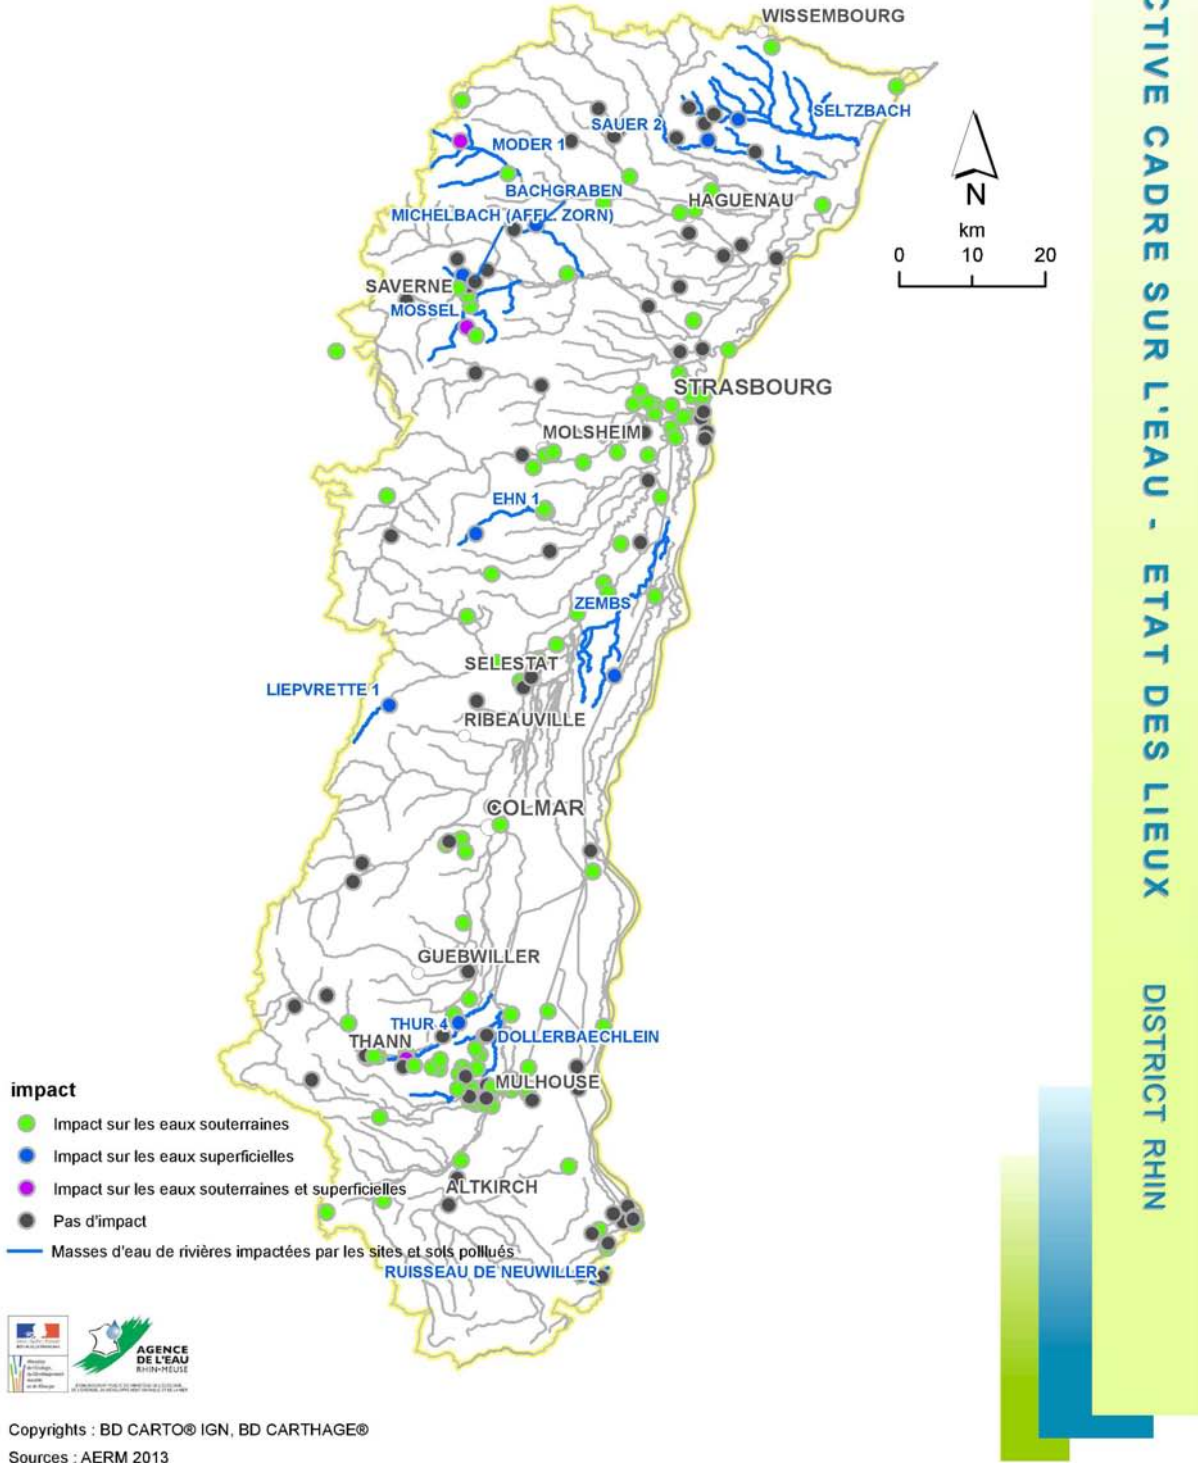 WISSEMBOURG
SELTZBACH
SAUER 2
MODER 1
BACHGRABEN
HAGUENAU
MICHELBACH (AFFL. ZORN)
N
km
0 10 20
SAVERNE
MOSSEL
STRASBOURG
MOLSHEIM
EHN 1
ZEMBS
SELESTAT
LIEPVRETTE 1
RIBEAUVILLE
COLMAR
GUEBWILLER
THUR 4
DOLLERBAECHLEIN
THANN
MULHOUSE
ALTKIRCH
RUISSEAU DE NEUWILLER
impact
Impact sur les eaux souterraines
Impact sur les eaux superficielles
Impact sur les eaux souterraines et superficielles
Pas d'impact
Masses d'eau de rivières impactées par les sites et sols polllués
AGENCE
DE L'EAU
RHIN-MEUSE
Copyrights : BD CARTO® IGN, BD CARTHAGE®
Sources : AERM 2013
CTIVE CADRE SUR L'EAU - ETAT DES LIEUX
DISTRICT RHIN